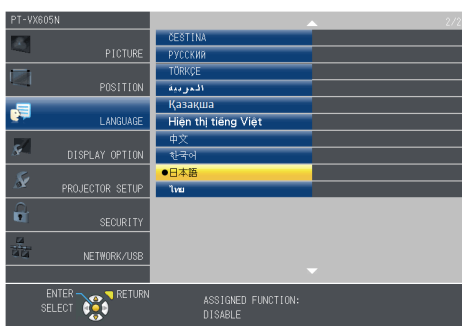 PT-VX605N
2/2
PICTURE
POSITION
LANGUAGE
DISPLAY OPTION
PROJECTOR SETUP
SECURITY
NETWORK/USB
ČEŠTINA
РУССКИЙ
TÜRKÇE
العربية
Қазақша
Hiện thị tiếng Việt
中文
한국어
●日本語
ไทย
ENTER
SELECT
RETURN
ASSIGNED FUNCTION:
DISABLE